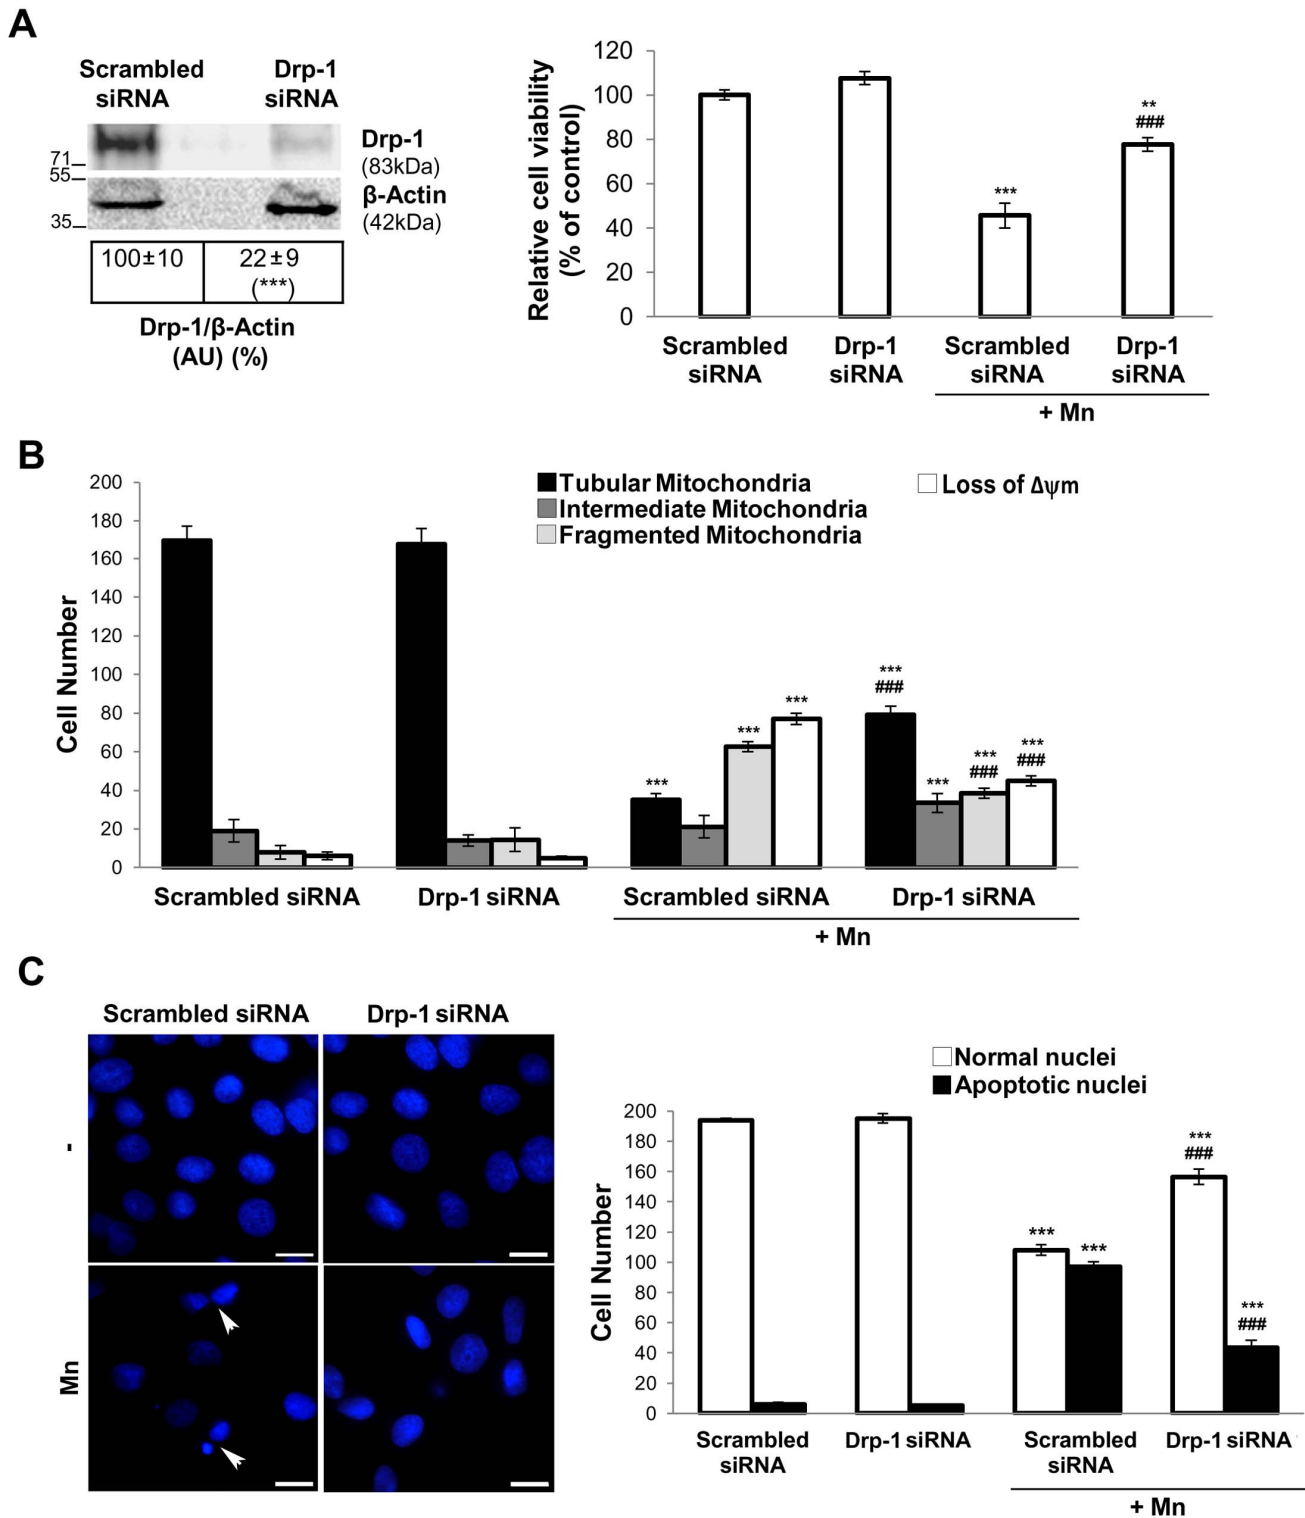 A
Scrambled
siRNA
Drp-1
siRNA
Drp-1
(83kDa)
71
55
β-Actin
(42kDa)
35
100±10
22±9
(***)
Drp-1/β-Actin
(AU) (%)
Relative cell viability
(% of control)
120
100
80
60
40
20
0
***
**
###
Scrambled
siRNA
Drp-1
siRNA
Scrambled
siRNA
Drp-1
siRNA
+ Mn
B
Cell Number
200
180
160
140
120
100
80
60
40
20
0
Tubular Mitochondria
Intermediate Mitochondria
Fragmented Mitochondria
Loss of Δψm
***
***
***
***
###
***
***
###
***
###
Scrambled siRNA
Drp-1 siRNA
Scrambled siRNA
Drp-1 siRNA
+ Mn
C
Scrambled siRNA
Drp-1 siRNA
-
Mn
Normal nuclei
Apoptotic nuclei
Cell Number
200
180
160
140
120
100
80
60
40
20
0
***
***
***
###
***
###
Scrambled
siRNA
Drp-1 siRNA
Scrambled
siRNA
Drp-1 siRNA
+ Mn